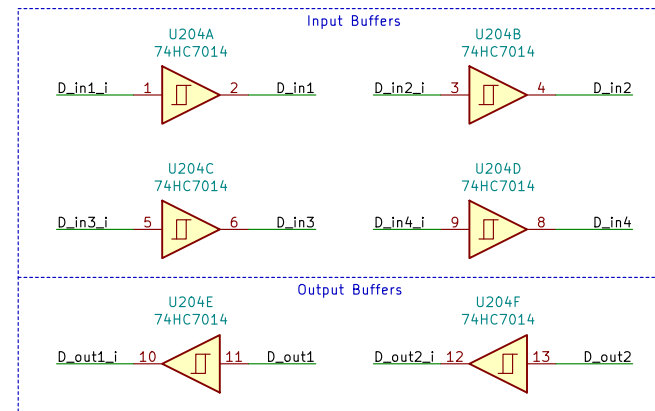 Input Buffers
U204A
74HC7014
D_in1_i 1 2 D_in1
U204B
74HC7014
D_in2_i 3 4 D_in2
U204C
74HC7014
D_in3_i 5 6 D_in3
U204D
74HC7014
D_in4_i 9 8 D_in4
Output Buffers
U204E
74HC7014
D_out1_i 10 11 D_out1
U204F
74HC7014
D_out2_i 12 13 D_out2